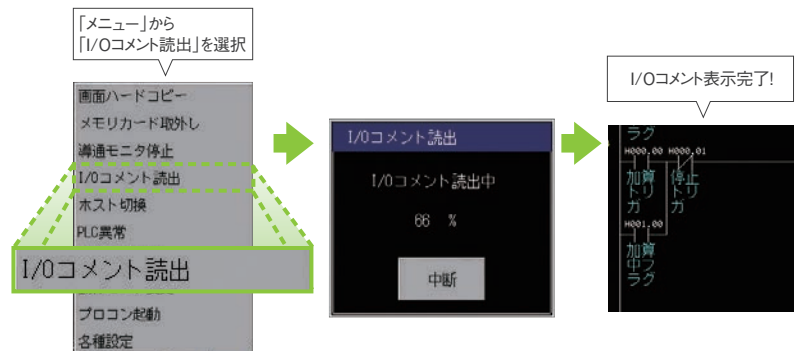 「メニュー」から
「I/Oコメント読出」を選択
画面ハードコピー
メモリカード取外し
導通モニタ停止
I/Oコメント読出
ホスト切換
PLC異常
I/Oコメント読出
プロコン起動
各種設定
I/Oコメント読出
I/Oコメント読出中
66 %
中断
I/Oコメント表示完了!
ラグ
H000.00 H000.01
加算 停止
トリ トリ
ガ ガ
H001.00
加算
中フ
ラグ